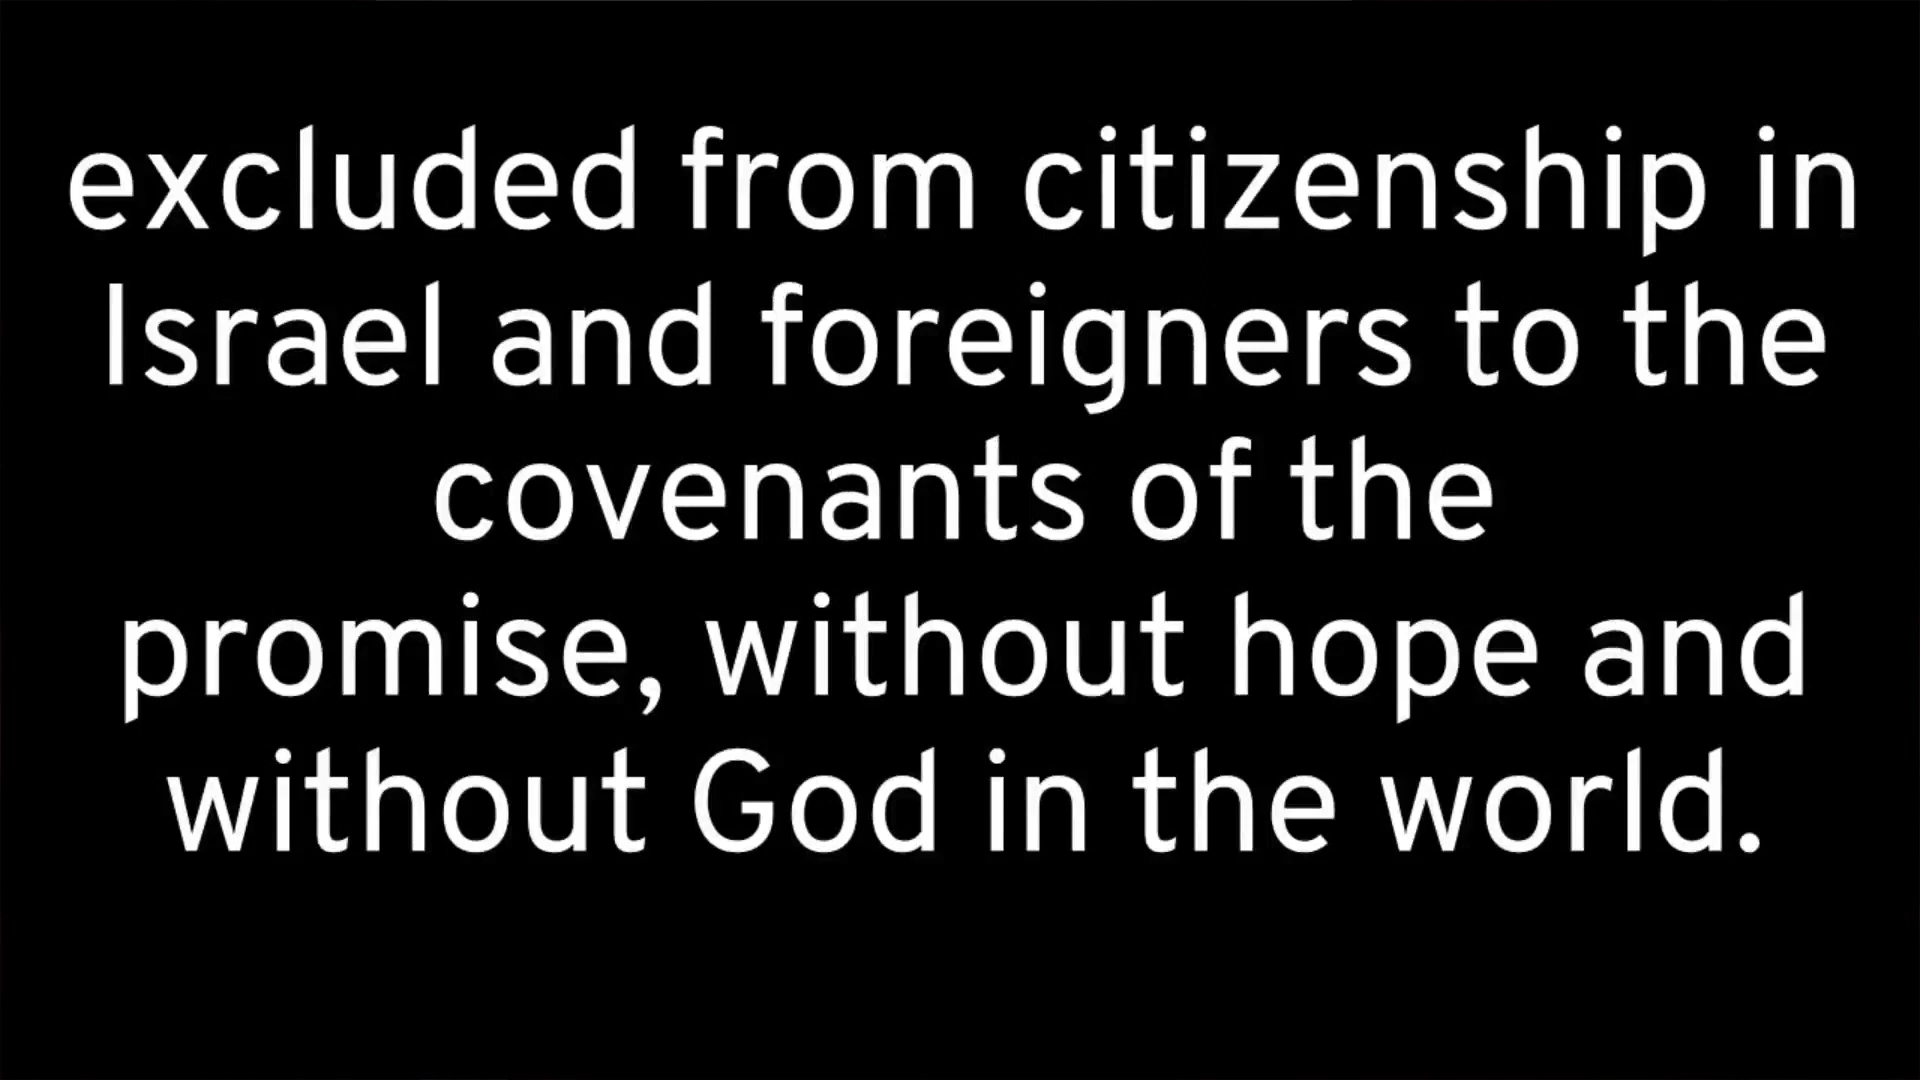 excluded from citizenship in
Israel and foreigners to the
covenants of the
promise, without hope and
without God in the world.